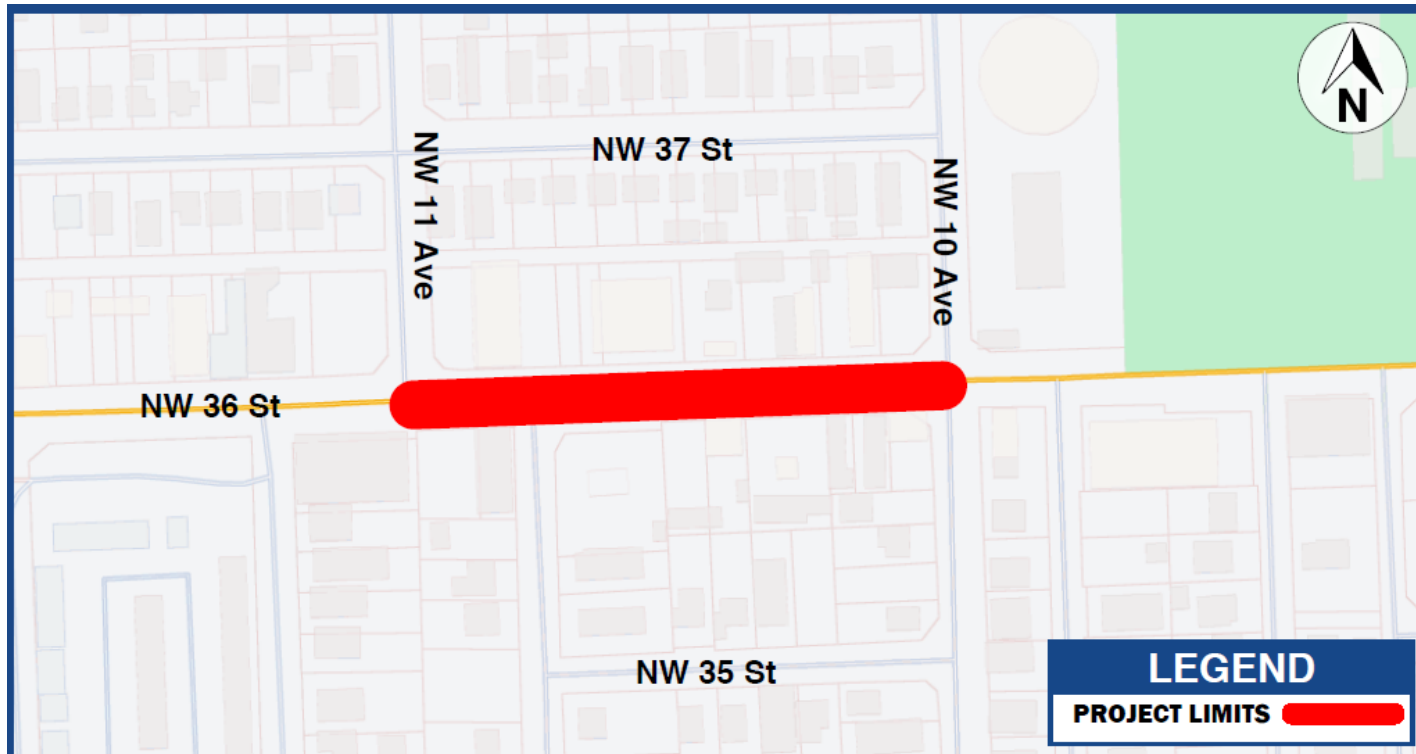 N
NW 37 St
NW 11 Ave
NW 10 Ave
NW 36 St
NW 35 St
LEGEND
PROJECT LIMITS